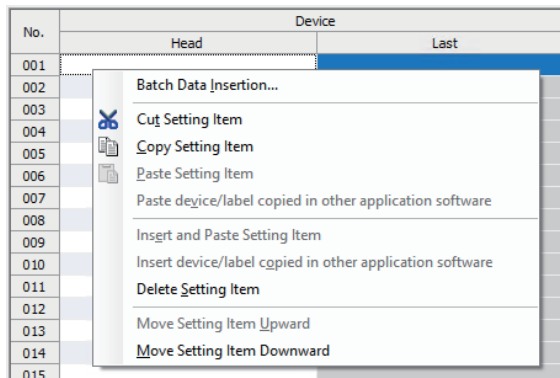 No.
Device
Head
Last
001
002
003
004
005
006
007
008
009
010
011
012
013
014
015
Batch Data Insertion...
Cut Setting Item
Copy Setting Item
Paste Setting Item
Paste device/label copied in other application software
Insert and Paste Setting Item
Insert device/label copied in other application software
Delete Setting Item
Move Setting Item Upward
Move Setting Item Downward